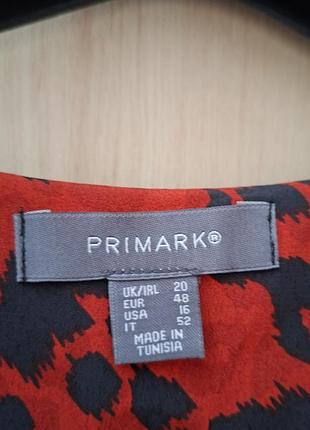 PRIMARK®
UK/IRL 20
EUR 48
USA 16
IT 52
MADE IN
TUNISIA